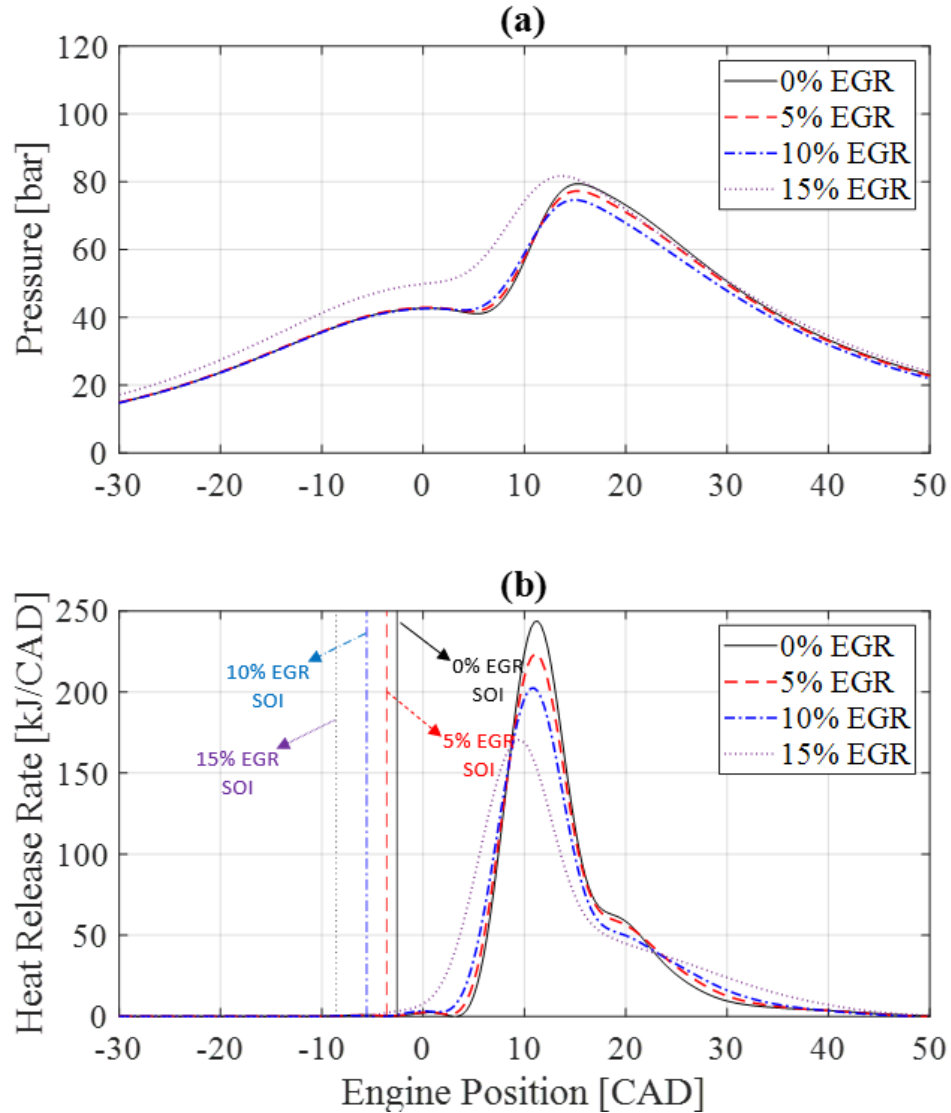 (a)
120
100
80
60
40
20
0
Pressure [bar]
0% EGR
5% EGR
10% EGR
15% EGR
-30 -20 -10 0 10 20 30 40 50
(b)
250
200
150
100
50
0
Heat Release Rate [kJ/CAD]
10% EGR
SOI
0% EGR
SOI
15% EGR
SOI
5% EGR
SOI
0% EGR
5% EGR
10% EGR
15% EGR
-30 -20 -10 0 10 20 30 40 50
Engine Position [CAD]